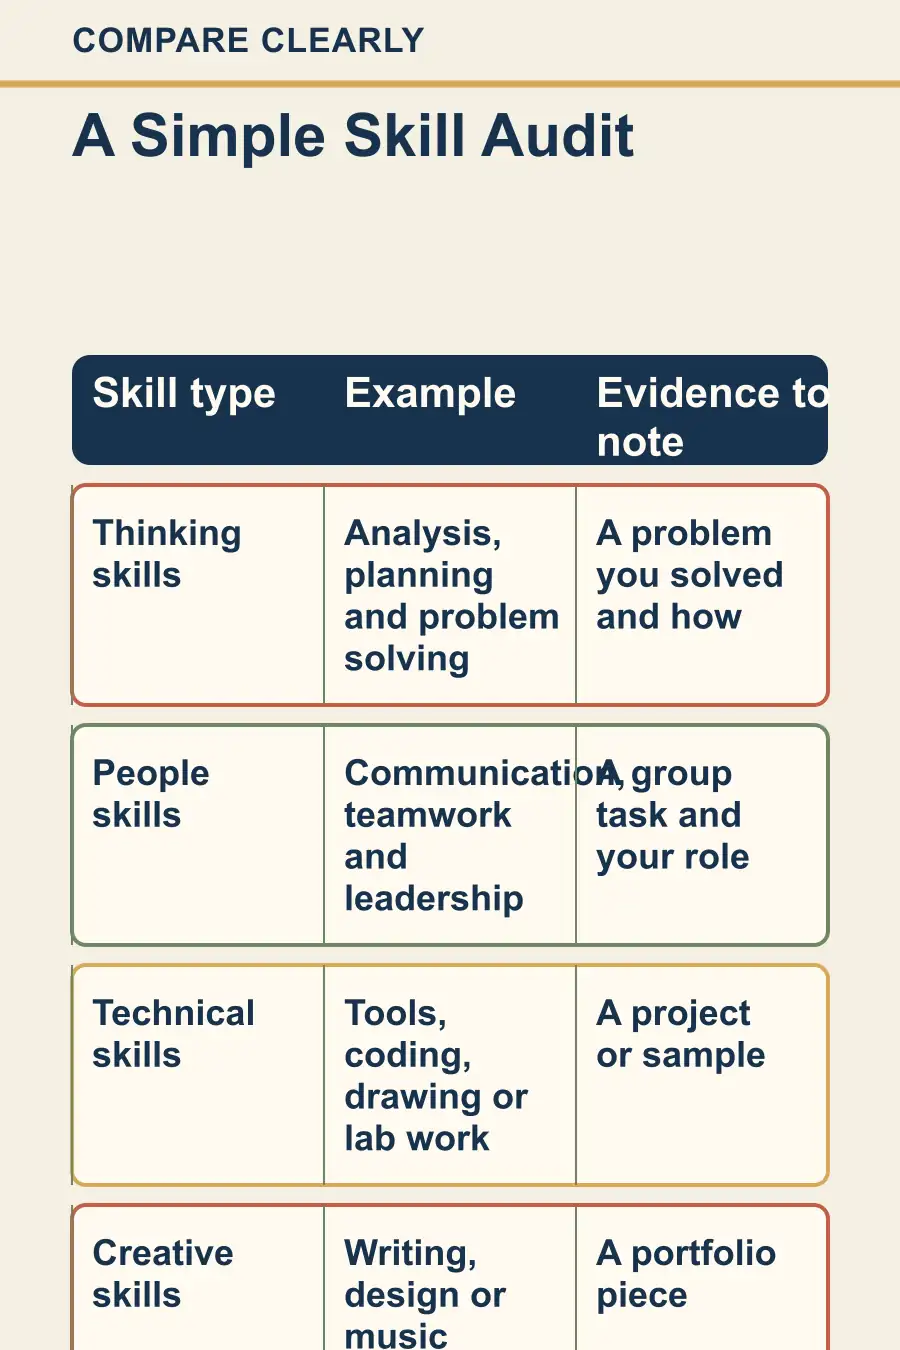 COMPARE CLEARLY
A Simple Skill Audit
Skill type
Example
Evidence to
note
Thinking
skills
Analysis,
planning
and problem
solving
A problem
you solved
and how
People
skills
Communication,
teamwork
and
leadership
A group
task and
your role
Technical
skills
Tools,
coding,
drawing or
lab work
A project
or sample
Creative
skills
Writing,
design or
music
A portfolio
piece